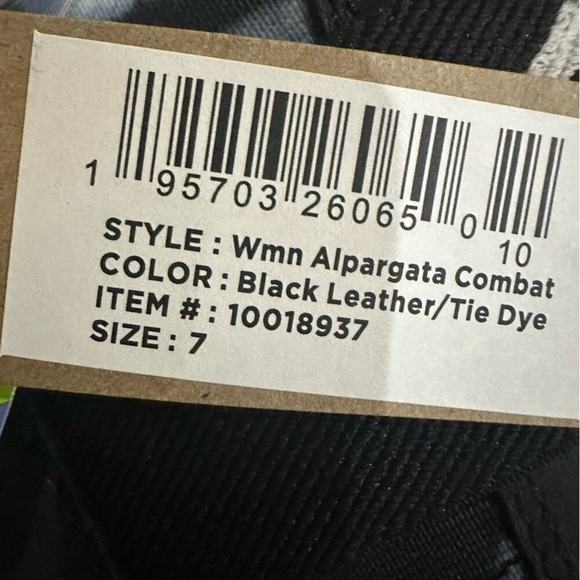 1 95703 26065 0 10
STYLE : Wmn Alpargata Combat
COLOR : Black Leather/Tie Dye
ITEM # : 10018937
SIZE : 7